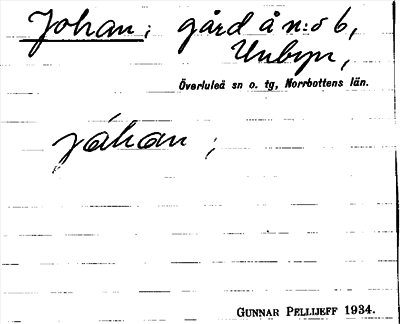 Johan; gård å n:o 6,
Unbyn,
Överluleå sn o. tg, Norrbottens län.
jåhan;
GUNNAR PELLIJEFF 1934.